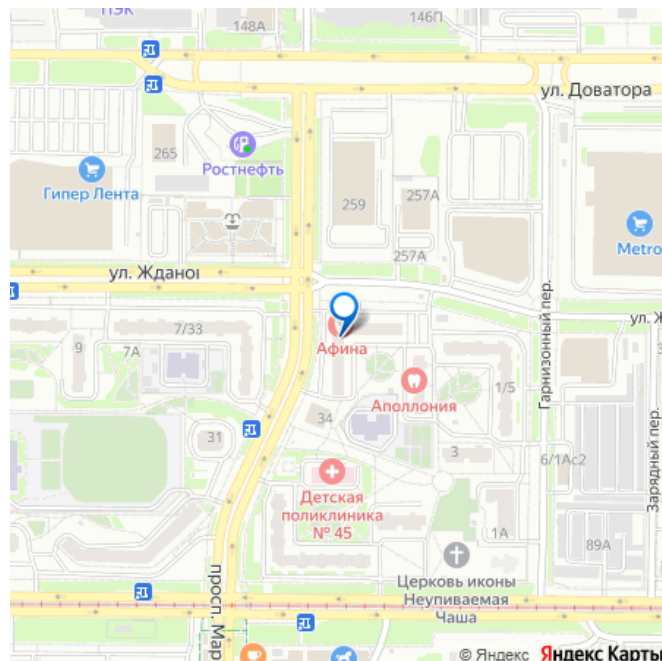 ПЭК
148А
146П
ул. Доватора
265
Ростнефть
Гипер Лента
259
257А
257А
Metro
ул. Жданов
7/33
9
7А
Афина
Аполлония
1/5
Гарнизонный пер.
ул. Ж
34
31
3
6/1Ас2
Зарядный пер.
Детская
поликлиника
№ 45
1А
89А
Церковь иконы
Неупиваемая
Чаша
просп. Мар
© Яндекс Яндекс Карты